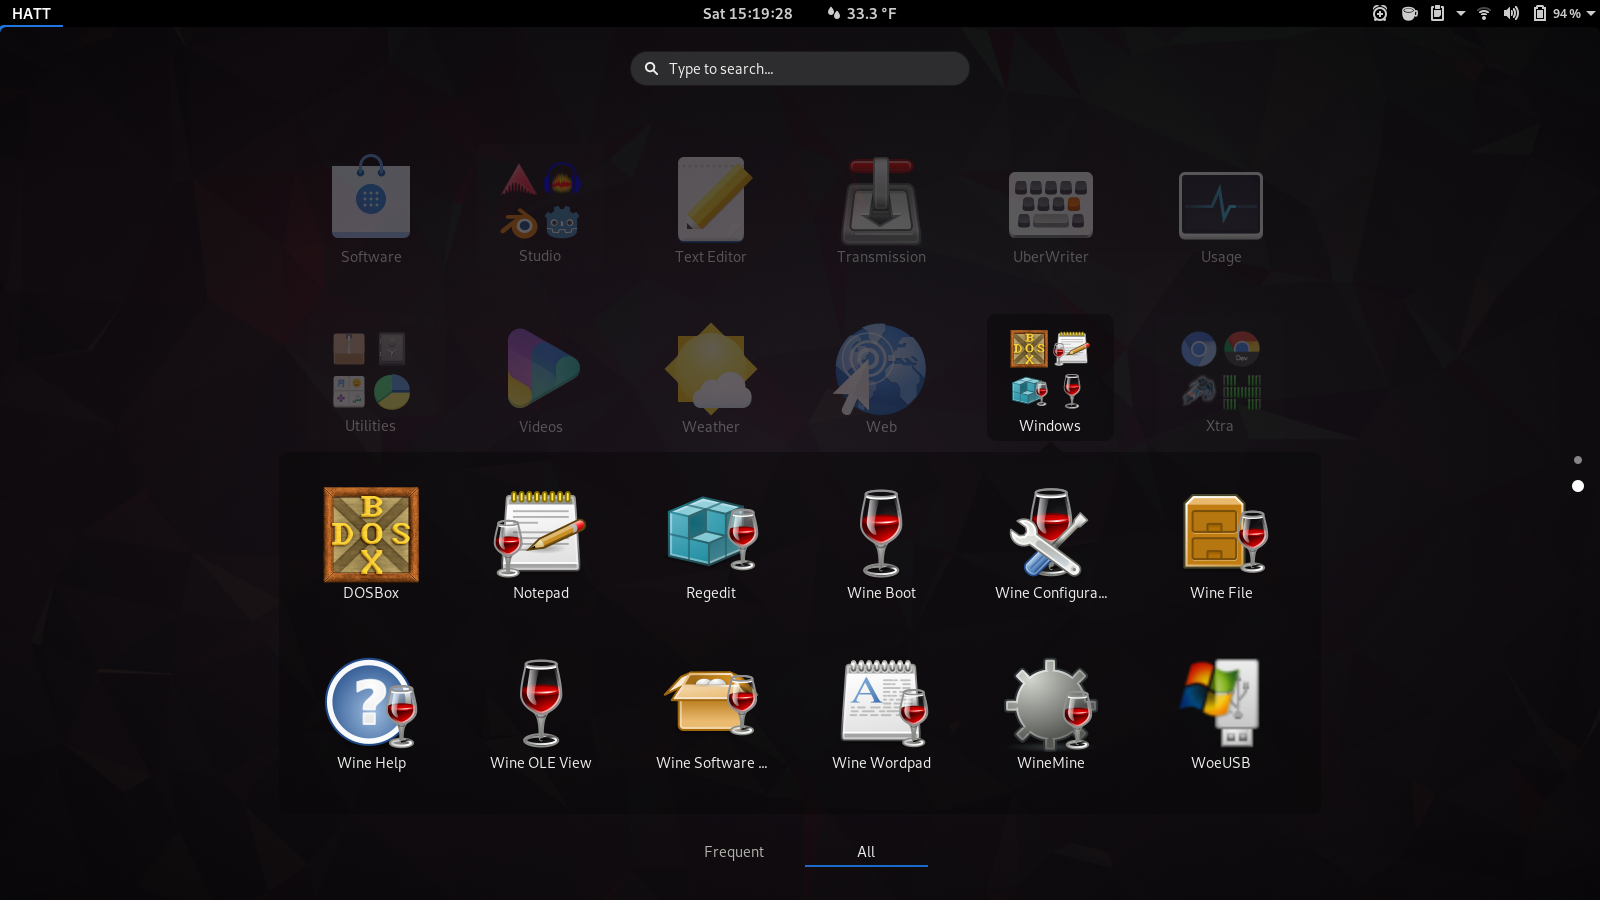 HATT
Sat 15:19:28
33.3 °F
94 %
Type to search...
Software
Studio
Text Editor
Transmission
UberWriter
Usage
Utilities
Videos
Weather
Web
Windows
Xtra
DOSBox
Notepad
Regedit
Wine Boot
Wine Configura...
Wine File
Wine Help
Wine OLE View
Wine Software ...
Wine Wordpad
WineMine
WoeUSB
Frequent
All